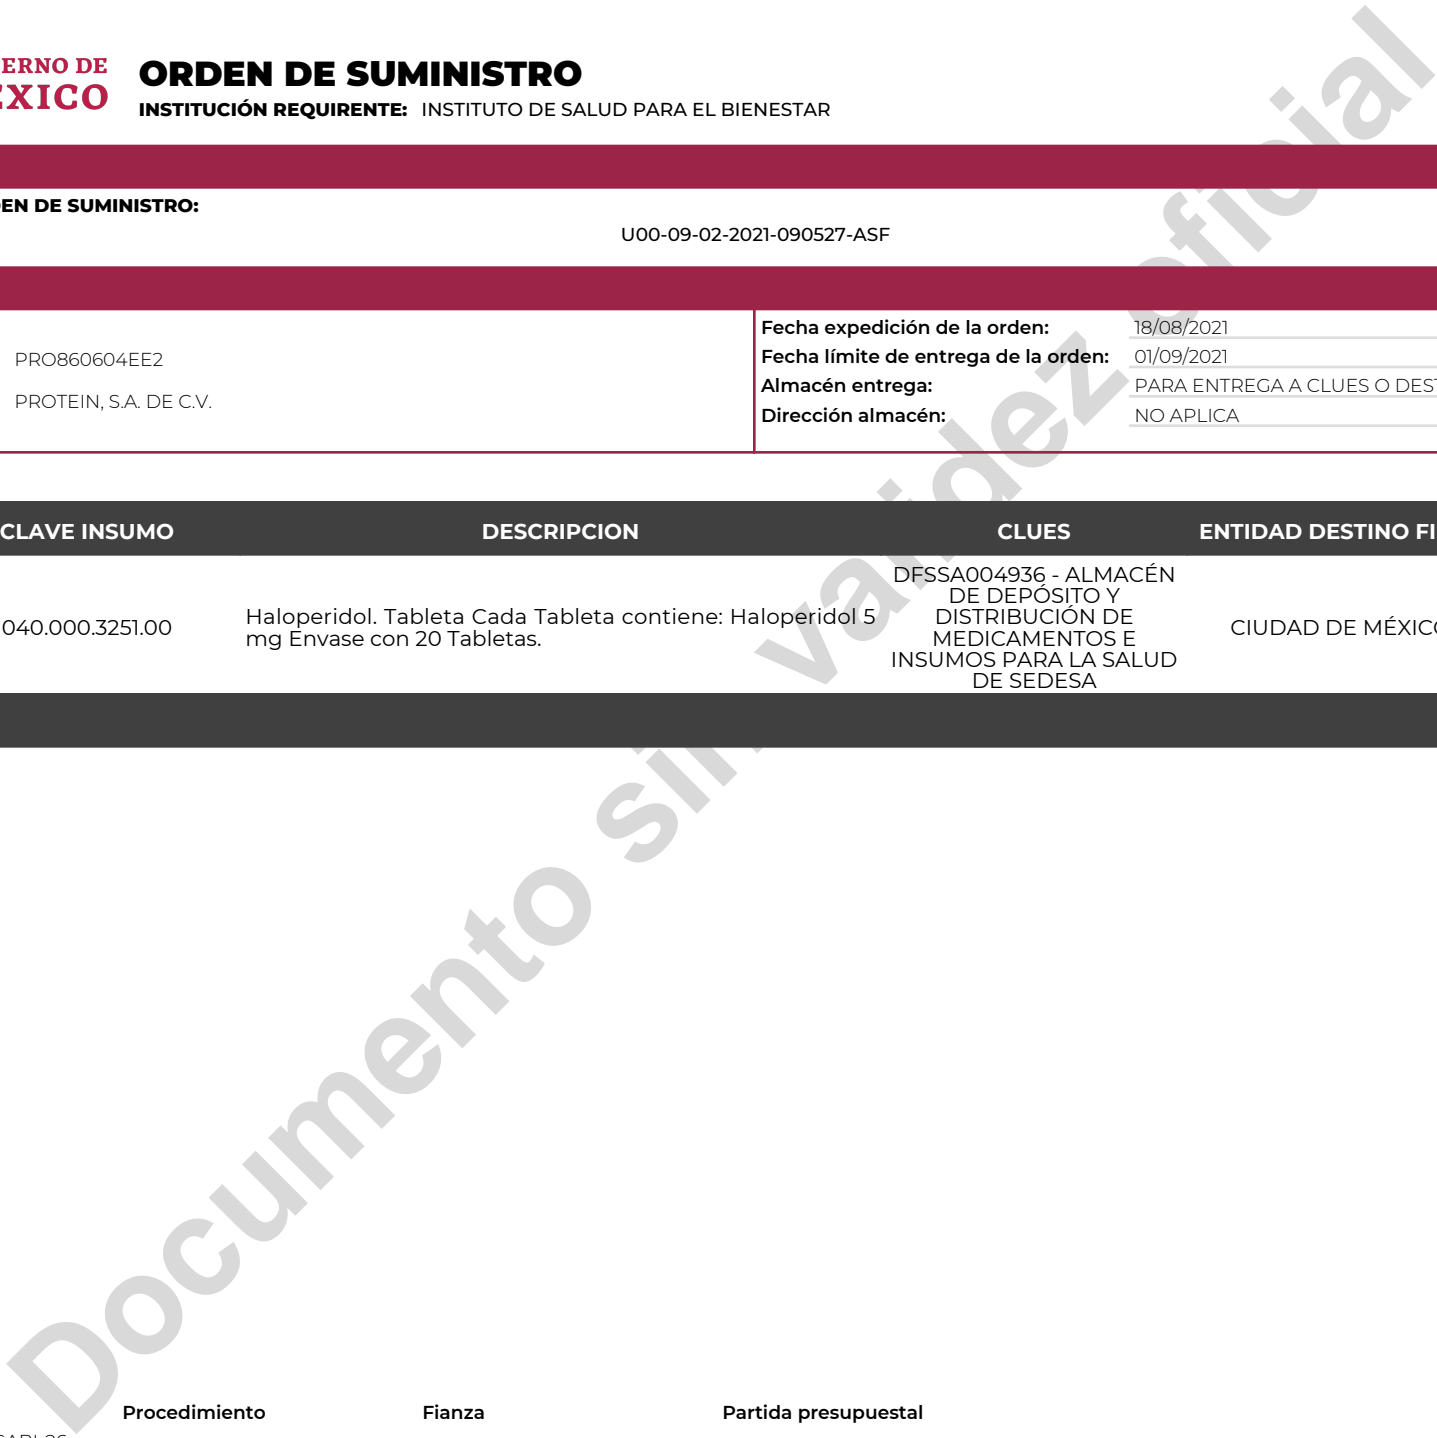 ERNO DE
ÉXICO
ORDEN DE SUMINISTRO
INSTITUCIÓN REQUIRENTE: INSTITUTO DE SALUD PARA EL BIENESTAR
EN DE SUMINISTRO:
U00-09-02-2021-090527-ASF
PRO860604EE2
PROTEIN, S.A. DE C.V.
Fecha expedición de la orden: 18/08/2021
Fecha límite de entrega de la orden: 01/09/2021
Almacén entrega: PARA ENTREGA A CLUES O DEST
Dirección almacén: NO APLICA
CLAVE INSUMO DESCRIPCION CLUES ENTIDAD DESTINO FI
040.000.3251.00
Haloperidol. Tableta Cada Tableta contiene: Haloperidol 5
mg Envase con 20 Tabletas.
DFSSA004936 - ALMACÉN
DE DEPÓSITO Y
DISTRIBUCIÓN DE
MEDICAMENTOS E
INSUMOS PARA LA SALUD
DE SEDESA
CIUDAD DE MÉXICO
Documento sin validez oficial
Procedimiento Fianza Partida presupuestal